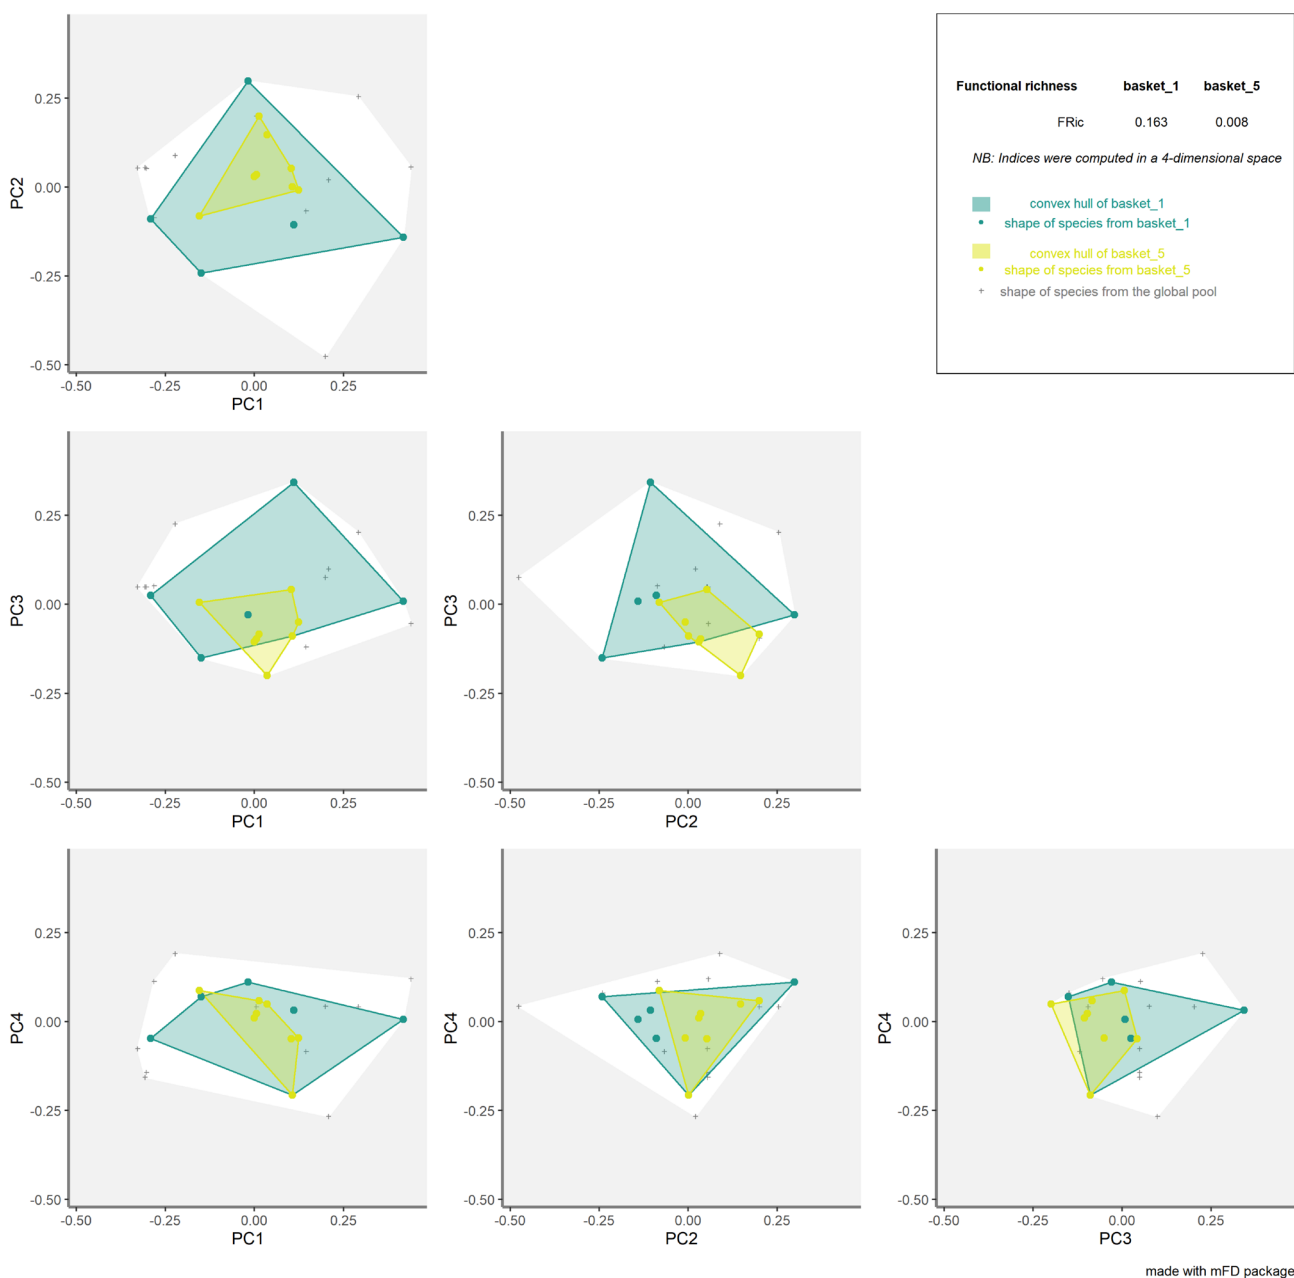 0.25
0.00
-0.25
-0.50
PC2
-0.50 -0.25 0.00 0.25
PC1
Functional richness basket_1 basket_5
FRic 0.163 0.008
NB: Indices were computed in a 4-dimensional space
convex hull of basket_1
shape of species from basket_1
convex hull of basket_5
shape of species from basket_5
shape of species from the global pool
0.25
0.00
-0.25
-0.50
PC3
-0.50 -0.25 0.00 0.25
PC1
0.25
0.00
-0.25
-0.50
PC3
-0.50 -0.25 0.00 0.25
PC2
0.25
0.00
-0.25
-0.50
PC4
-0.50 -0.25 0.00 0.25
PC1
0.25
0.00
-0.25
-0.50
PC4
-0.50 -0.25 0.00 0.25
PC2
0.25
0.00
-0.25
-0.50
PC4
-0.50 -0.25 0.00 0.25
PC3
made with mFD package